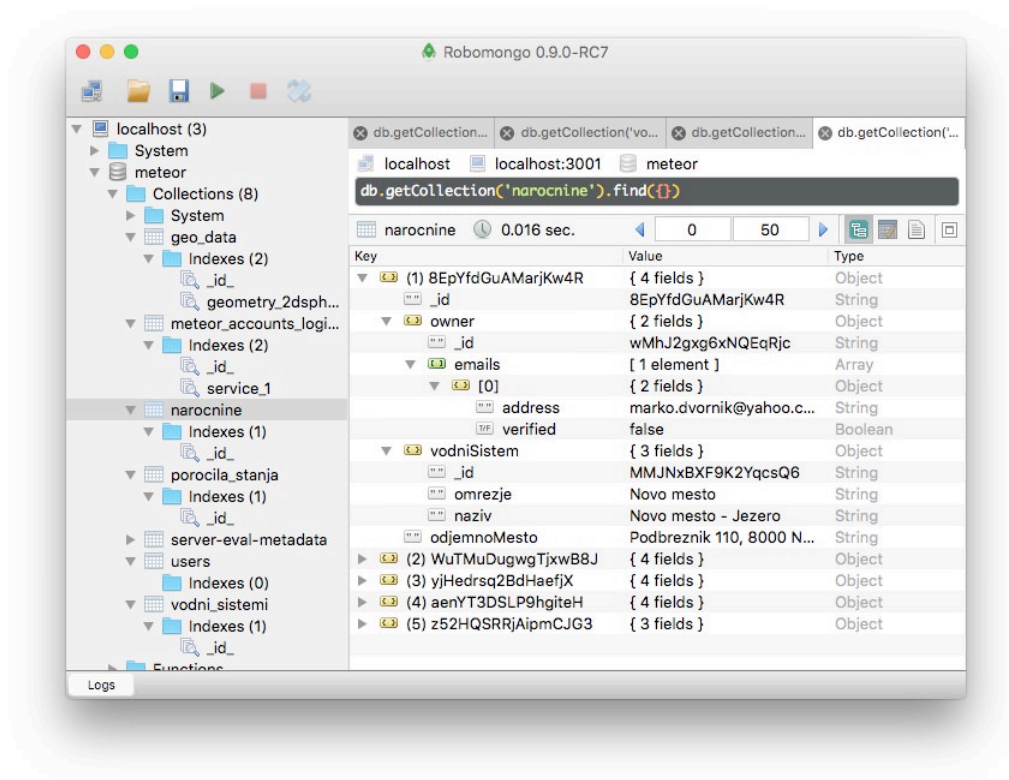 Robomongo 0.9.0-RC7
localhost (3)
System
meteor
Collections (8)
System
geo_data
Indexes (2)
_id_
geometry_2dsph...
meteor_accounts_logi...
Indexes (2)
_id_
service_1
narocnine
Indexes (1)
_id_
porocila_stanja
Indexes (1)
_id_
server-eval-metadata
users
Indexes (0)
vodni_sistemi
Indexes (1)
_id_
Functions
Logs
db.getCollection... db.getCollection('vo... db.getCollection... db.getCollection('...
localhost localhost:3001 meteor
db.getCollection('narocnine').find({})
narocnine 0.016 sec. 0 50
Key Value Type
(1) 8EpYfdGuAMarjKw4R { 4 fields } Object
_id 8EpYfdGuAMarjKw4R String
owner { 2 fields } Object
_id wMhJ2gxg6xNQEqRjc String
emails [ 1 element ] Array
[0] { 2 fields } Object
address marko.dvornik@yahoo.c... String
verified false Boolean
vodniSistem { 3 fields } Object
_id MMJNxBXF9K2YqcsQ6 String
omrezje Novo mesto String
naziv Novo mesto - Jezero String
odjemnoMesto Podbreznik 110, 8000 N... String
(2) WuTMuDugwgTjxwB8J { 4 fields } Object
(3) yjHedrsq2BdHaefjX { 4 fields } Object
(4) aenYT3DSLP9hgiteH { 4 fields } Object
(5) z52HQSRRjAipmCJG3 { 3 fields } Object